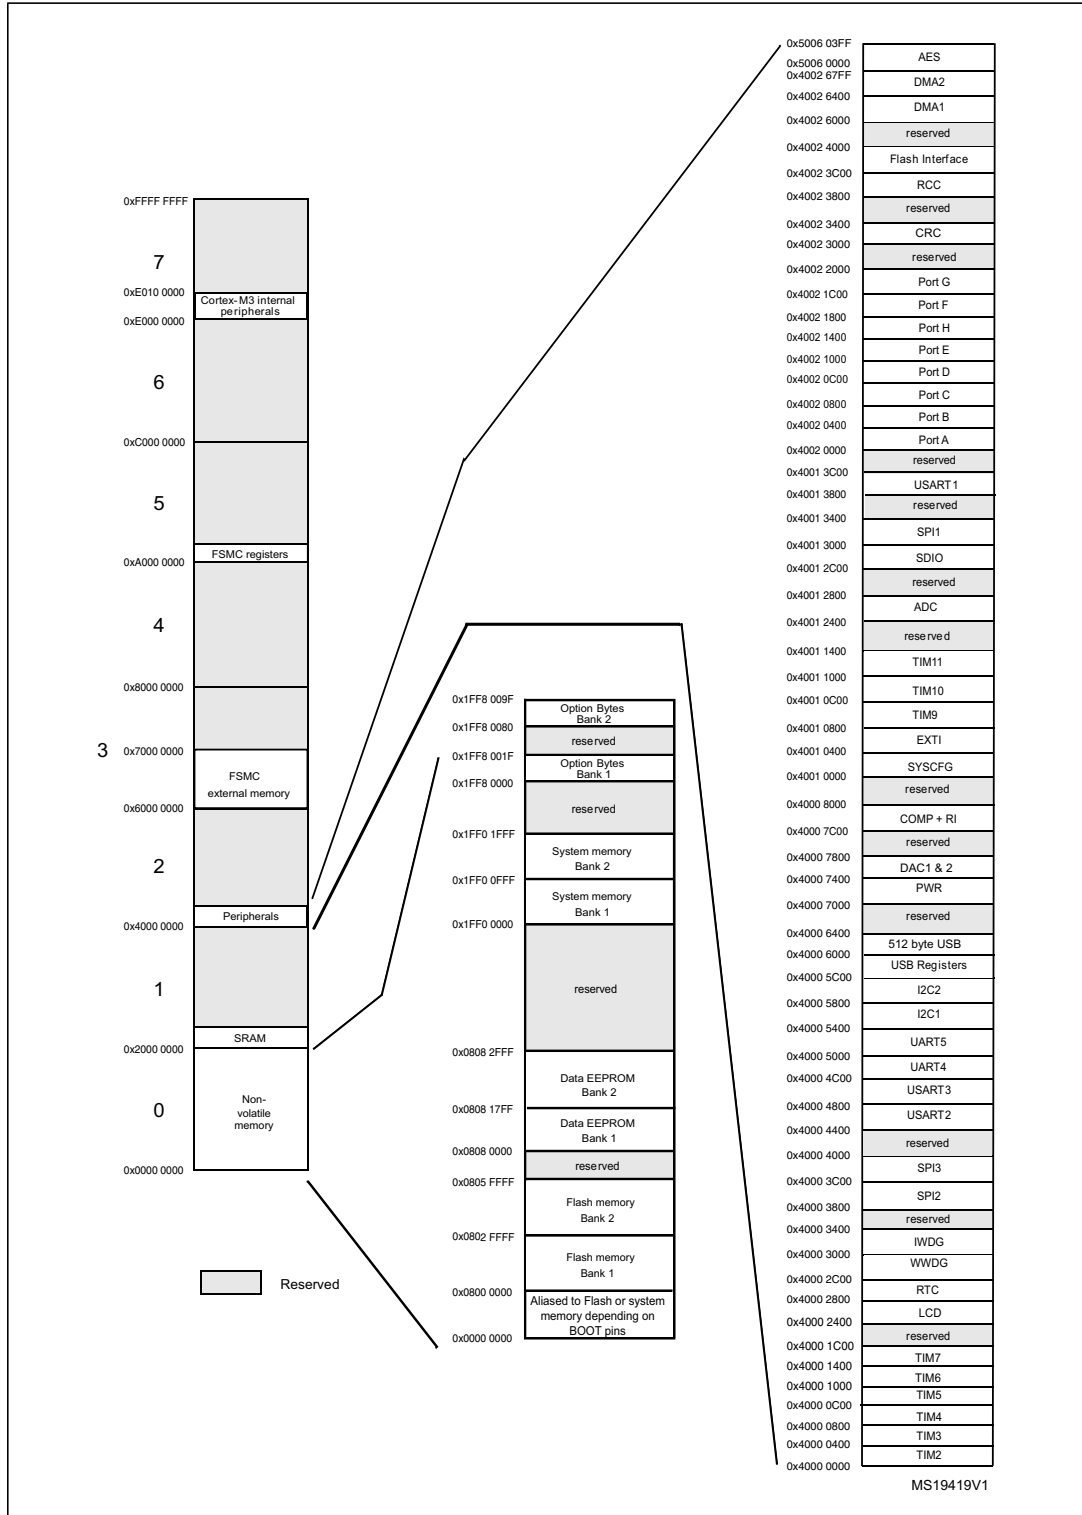 0xFFFF FFFF
7
0xE010 0000
Cortex-M3 internal
peripherals
0xE000 0000
6
0xC000 0000
5
FSMC registers
0xA000 0000
4
0x8000 0000
3
0x7000 0000
FSMC
external memory
0x6000 0000
2
Peripherals
0x4000 0000
1
SRAM
0x2000 0000
0
Non-
volatile
memory
0x0000 0000
Reserved
0x1FF8 009F
Option Bytes
Bank 2
0x1FF8 0080
reserved
0x1FF8 001F
Option Bytes
Bank 1
0x1FF8 0000
reserved
0x1FF0 1FFF
System memory
Bank 2
0x1FF0 0FFF
System memory
Bank 1
0x1FF0 0000
reserved
0x0808 2FFF
Data EEPROM
Bank 2
0x0808 17FF
Data EEPROM
Bank 1
0x0808 0000
reserved
0x0805 FFFF
Flash memory
Bank 2
0x0802 FFFF
Flash memory
Bank 1
0x0800 0000
Aliased to Flash or system
memory depending on
BOOT pins
0x0000 0000
0x5006 03FF
AES
0x5006 0000
0x4002 67FF
DMA2
0x4002 6400
DMA1
0x4002 6000
reserved
0x4002 4000
Flash Interface
0x4002 3C00
RCC
0x4002 3800
reserved
0x4002 3400
CRC
0x4002 3000
reserved
0x4002 2000
Port G
0x4002 1C00
Port F
0x4002 1800
Port H
0x4002 1400
Port E
0x4002 1000
Port D
0x4002 0C00
Port C
0x4002 0800
Port B
0x4002 0400
Port A
0x4002 0000
reserved
0x4001 3C00
USART1
0x4001 3800
reserved
0x4001 3400
SPI1
0x4001 3000
SDIO
0x4001 2C00
reserved
0x4001 2800
ADC
0x4001 2400
reserved
0x4001 1400
TIM11
0x4001 1000
TIM10
0x4001 0C00
TIM9
0x4001 0800
EXTI
0x4001 0400
SYSCFG
0x4001 0000
reserved
0x4000 8000
COMP + RI
0x4000 7C00
reserved
0x4000 7800
DAC1 & 2
0x4000 7400
PWR
0x4000 7000
reserved
0x4000 6400
512 byte USB
0x4000 6000
USB Registers
0x4000 5C00
I2C2
0x4000 5800
I2C1
0x4000 5400
UART5
0x4000 5000
UART4
0x4000 4C00
USART3
0x4000 4800
USART2
0x4000 4400
reserved
0x4000 4000
SPI3
0x4000 3C00
SPI2
0x4000 3800
reserved
0x4000 3400
IWDG
0x4000 3000
WWDG
0x4000 2C00
RTC
0x4000 2800
LCD
0x4000 2400
reserved
0x4000 1C00
TIM7
0x4000 1400
TIM6
0x4000 1000
TIM5
0x4000 0C00
TIM4
0x4000 0800
TIM3
0x4000 0400
TIM2
0x4000 0000
MS19419V1